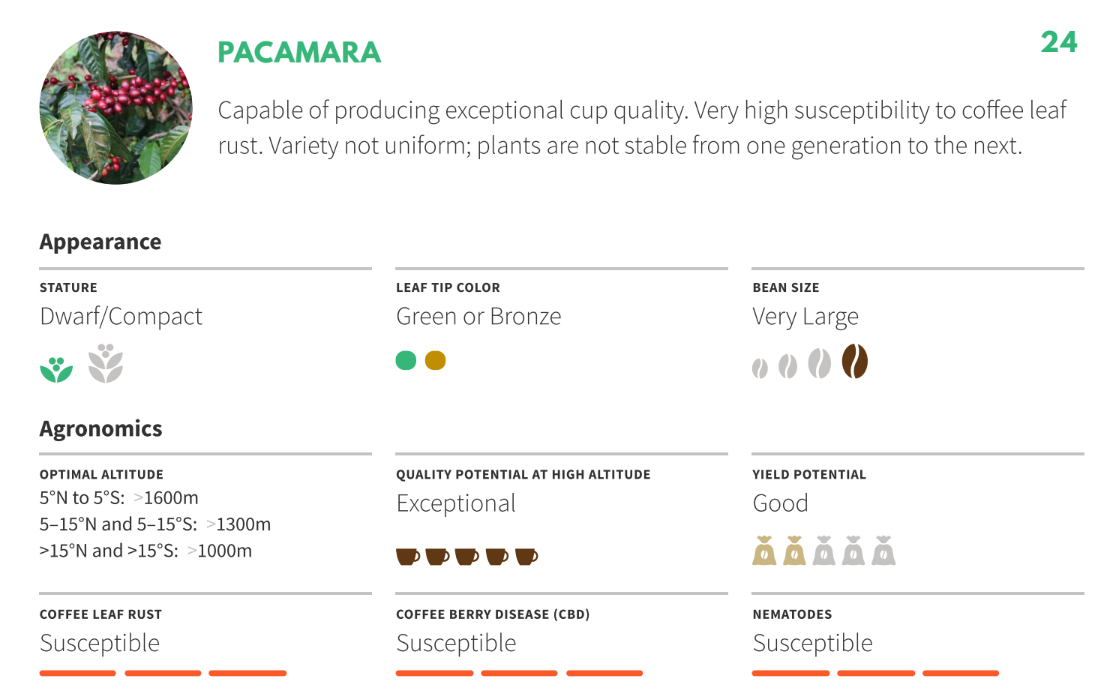 PACAMARA
24
Capable of producing exceptional cup quality. Very high susceptibility to coffee leaf
rust. Variety not uniform; plants are not stable from one generation to the next.
Appearance
STATURE
Dwarf/Compact
LEAF TIP COLOR
Green or Bronze
BEAN SIZE
Very Large
Agronomics
OPTIMAL ALTITUDE
5°N to 5°S: >1600m
5–15°N and 5–15°S: >1300m
>15°N and >15°S: >1000m
QUALITY POTENTIAL AT HIGH ALTITUDE
Exceptional
YIELD POTENTIAL
Good
COFFEE LEAF RUST
Susceptible
COFFEE BERRY DISEASE (CBD)
Susceptible
NEMATODES
Susceptible